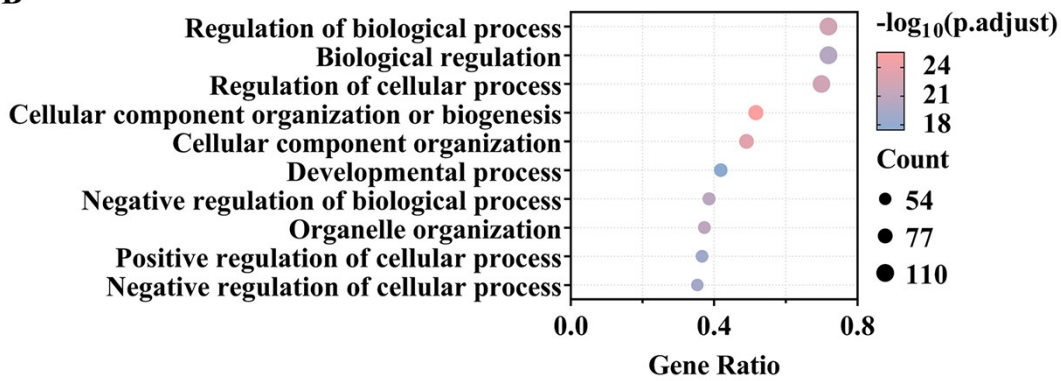 Regulation of biological process
Biological regulation
Regulation of cellular process
Cellular component organization or biogenesis
Cellular component organization
Developmental process
Negative regulation of biological process
Organelle organization
Positive regulation of cellular process
Negative regulation of cellular process
0.0 0.4 0.8
Gene Ratio
-log10(p.adjust)
24
21
18
Count
54
77
110